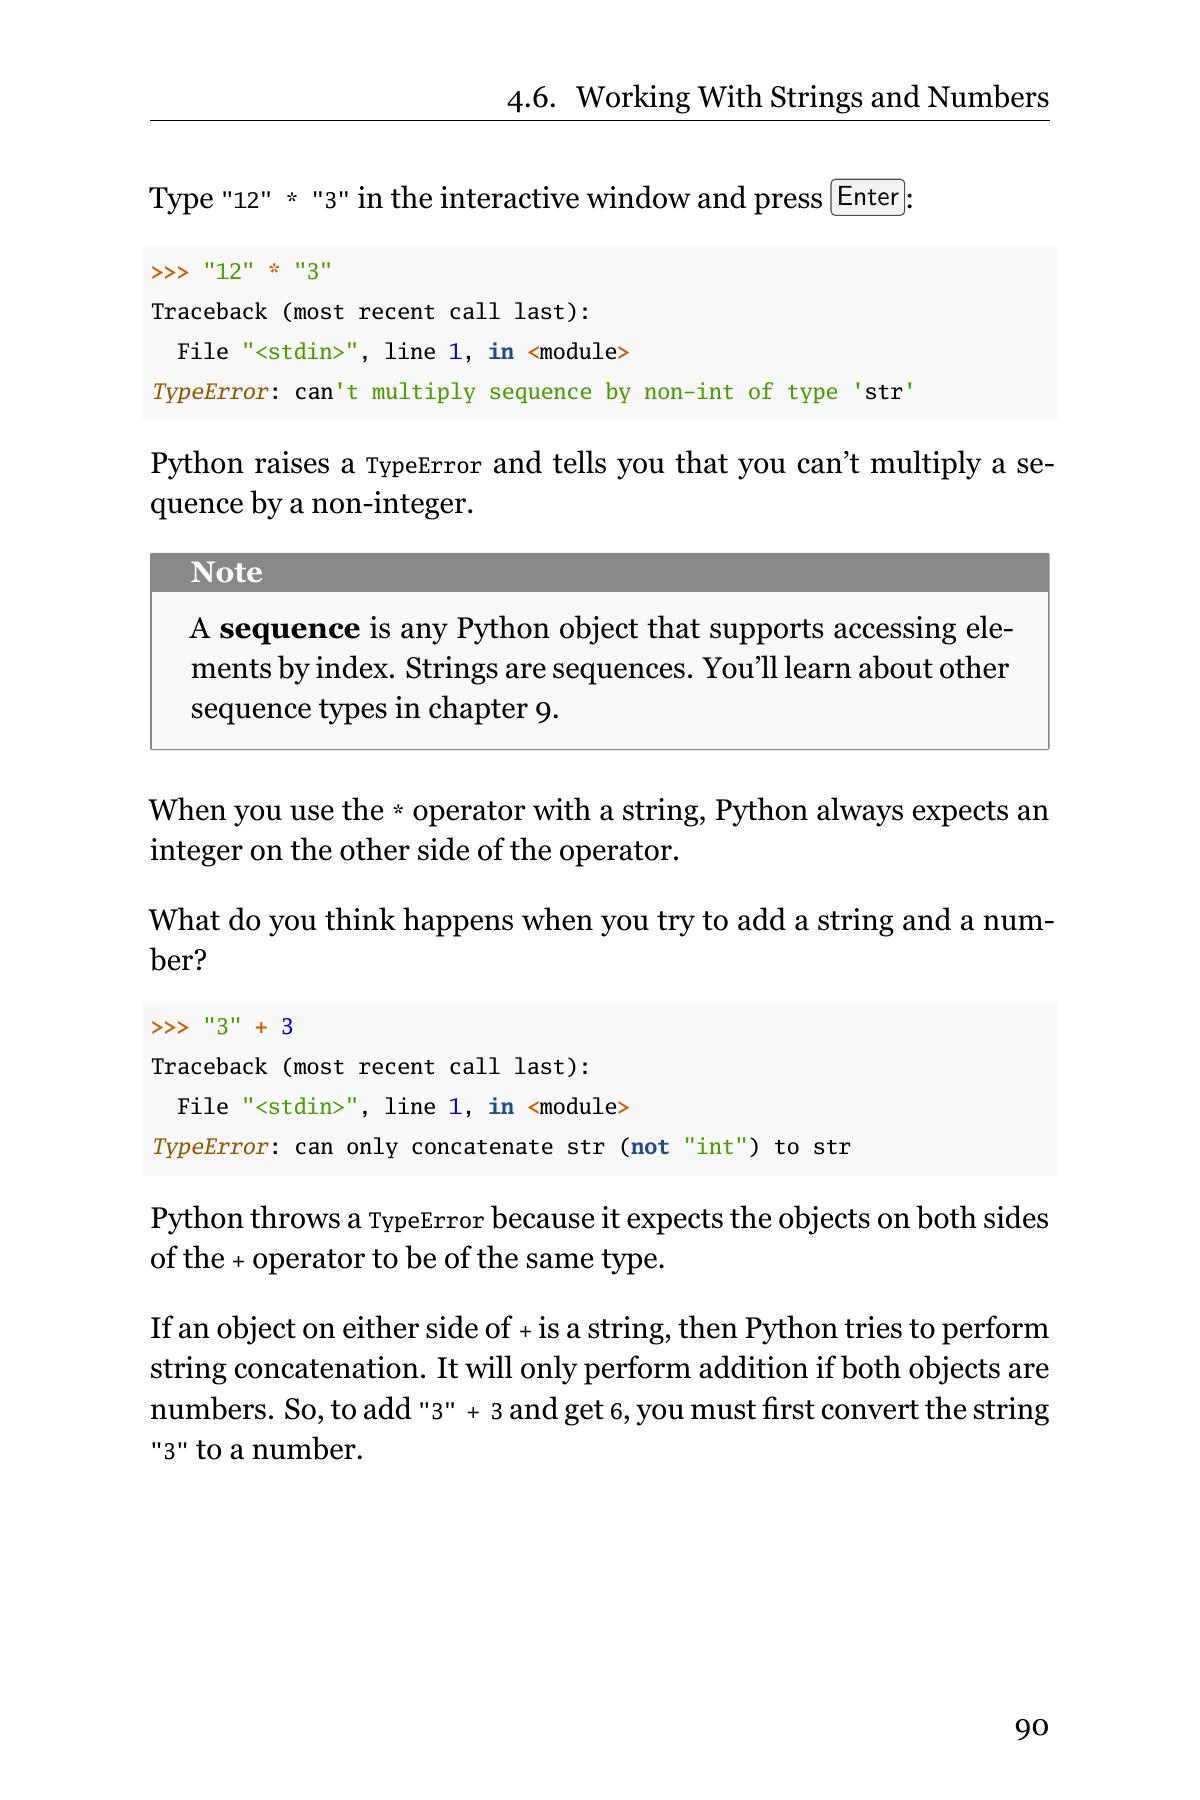 4.6. Working With Strings and Numbers
Type "12" * "3" in the interactive window and press Enter:
>>> "12" * "3"
Traceback (most recent call last):
  File "<stdin>", line 1, in <module>
TypeError: can't multiply sequence by non-int of type 'str'
Python raises a TypeError and tells you that you can’t multiply a se-
quence by a non-integer.
Note
A sequence is any Python object that supports accessing ele-
ments by index. Strings are sequences. You’ll learn about other
sequence types in chapter 9.
When you use the * operator with a string, Python always expects an
integer on the other side of the operator.
What do you think happens when you try to add a string and a num-
ber?
>>> "3" + 3
Traceback (most recent call last):
  File "<stdin>", line 1, in <module>
TypeError: can only concatenate str (not "int") to str
Python throws a TypeError because it expects the objects on both sides
of the + operator to be of the same type.
If an object on either side of + is a string, then Python tries to perform
string concatenation. It will only perform addition if both objects are
numbers. So, to add "3" + 3 and get 6, you must first convert the string
"3" to a number.
90